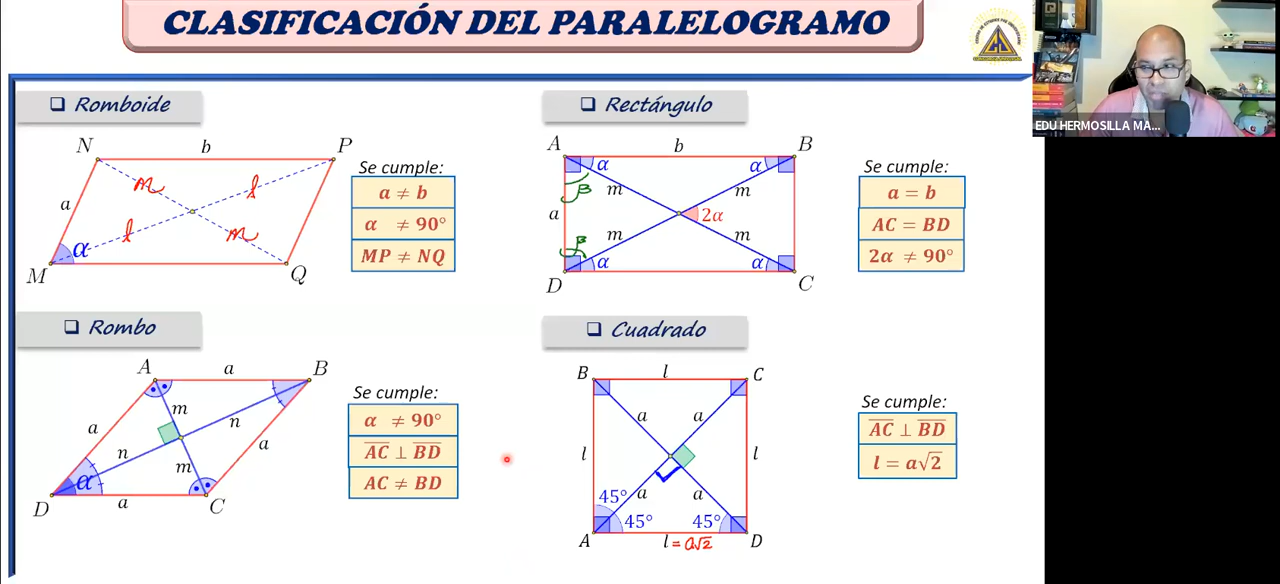 CLASIFICACIÓN DEL PARALELOGRAMO
EDU HERMOSILLA MA...
❑ Romboide
N b P
a
m l
l m
α
M Q
Se cumple:
a ≠ b
α ≠ 90°
MP ≠ NQ
❑ Rectángulo
A b B
α α
β m m
a 2α
β m m
α α
D C
Se cumple:
a = b
AC = BD
2α ≠ 90°
❑ Rombo
A a B
m
a n
n a
m
α
D a C
Se cumple:
α ≠ 90°
AC ⊥ BD
AC ≠ BD
❑ Cuadrado
B l C
a a
l l
a a
45°
45° 45°
A l = a√2 D
Se cumple:
AC ⊥ BD
l = a√2